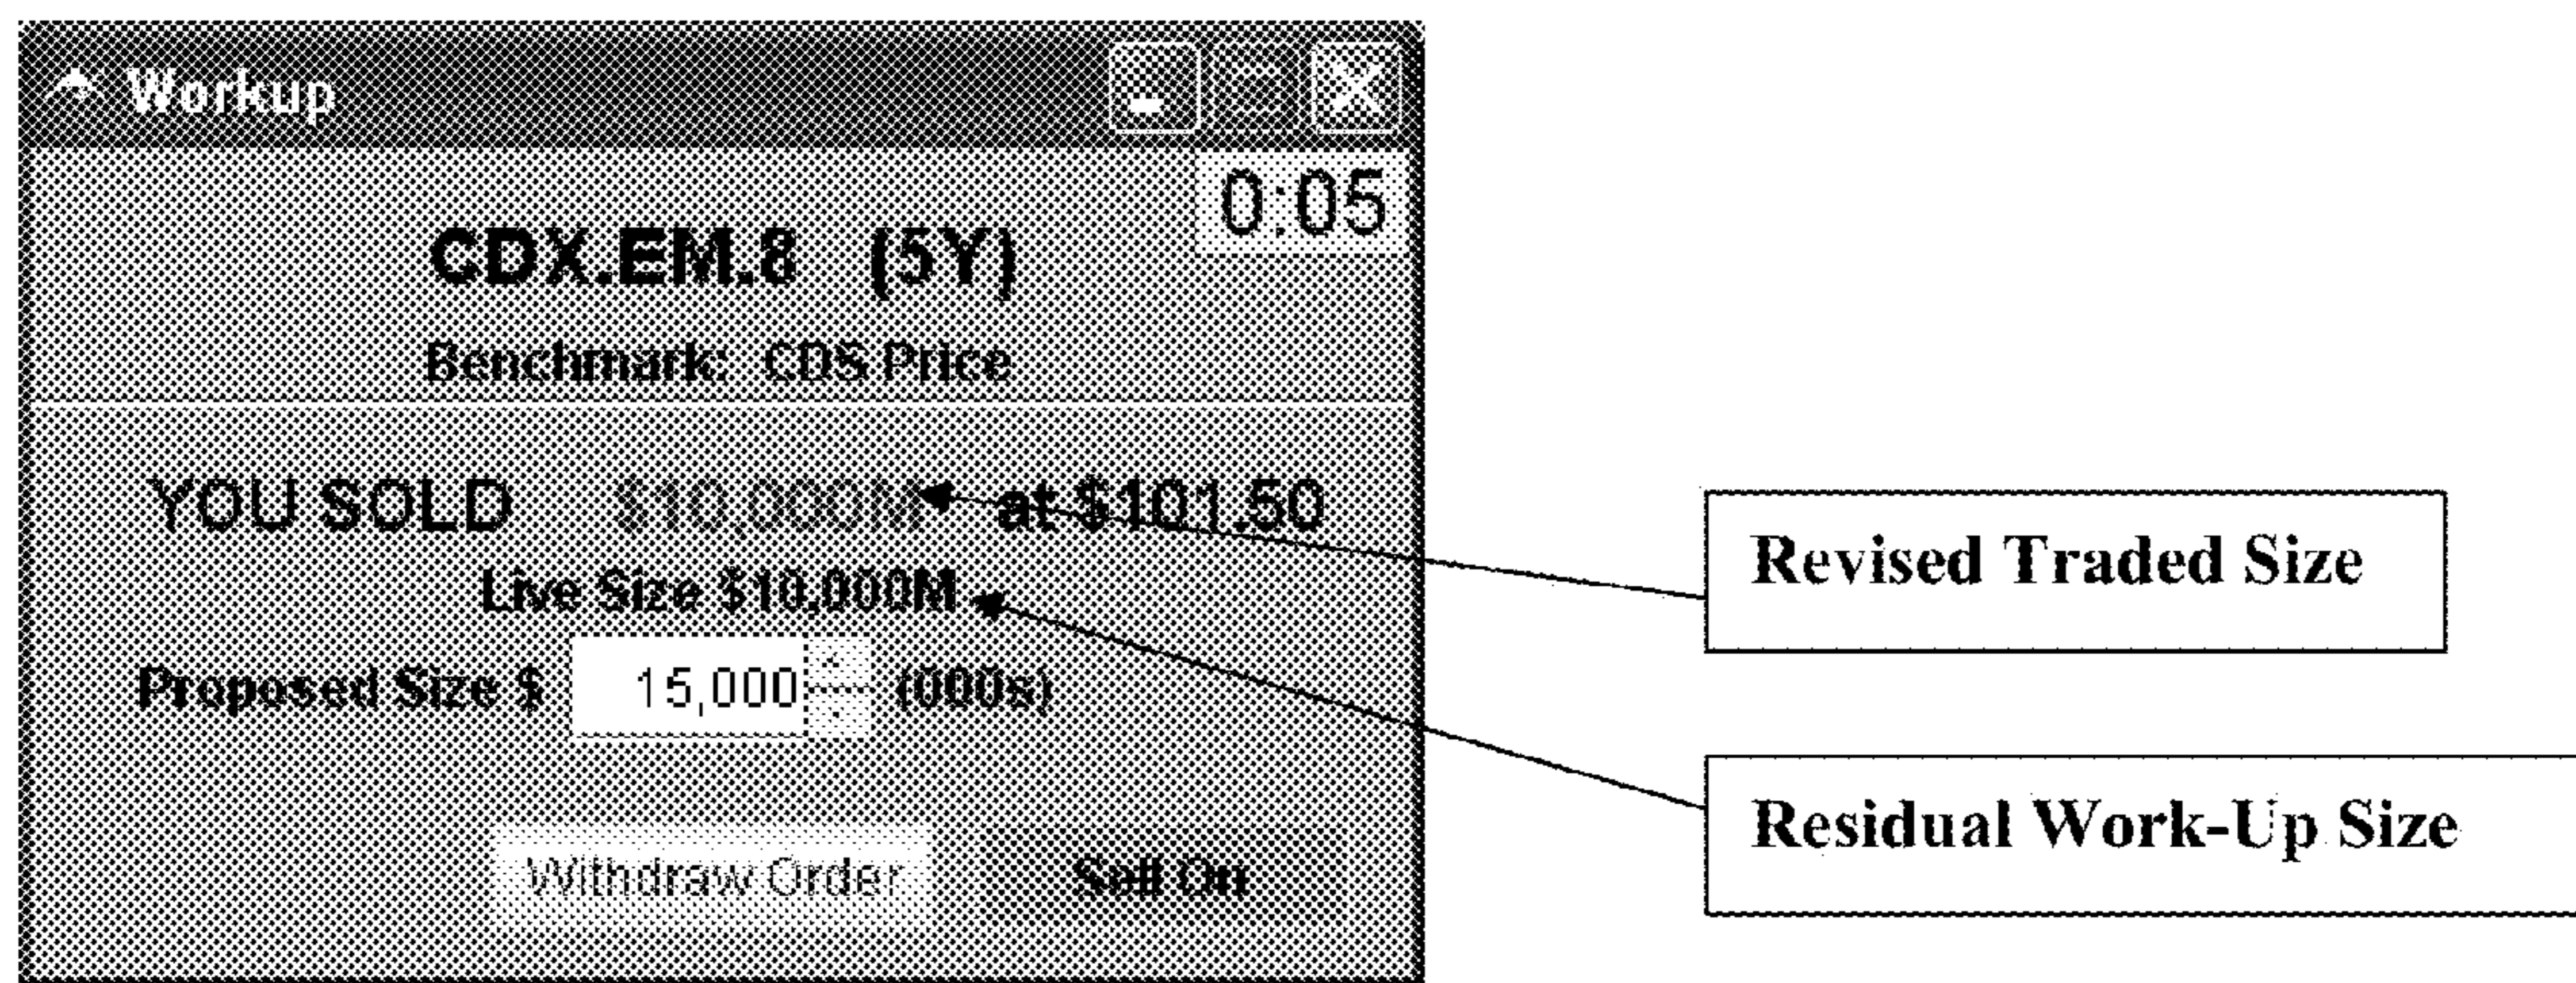 Workup
0:05
CDX.EM.8 (5Y)
Benchmark: CDS Price
YOU SOLD $10,000M at $101.50
Revised Traded Size
Live Size $10,000M
Proposed Size $ 15,000 (000s)
Residual Work-Up Size
Withdraw Order Sell On